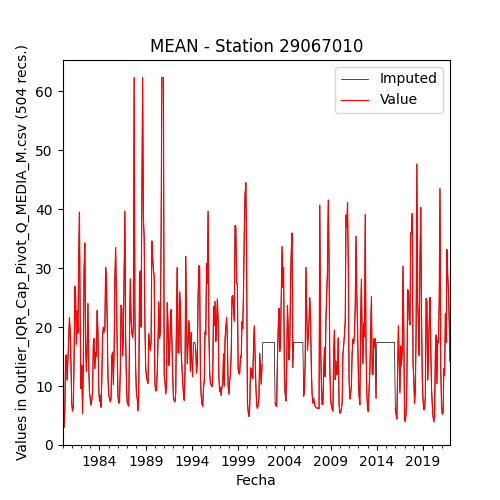 MEAN - Station 29067010
Values in Outlier_IQR_Cap_Pivot_Q_MEDIA_M.csv (504 recs.)
Imputed
Value
60
50
40
30
20
10
0
1984 1989 1994 1999 2004 2009 2014 2019
Fecha